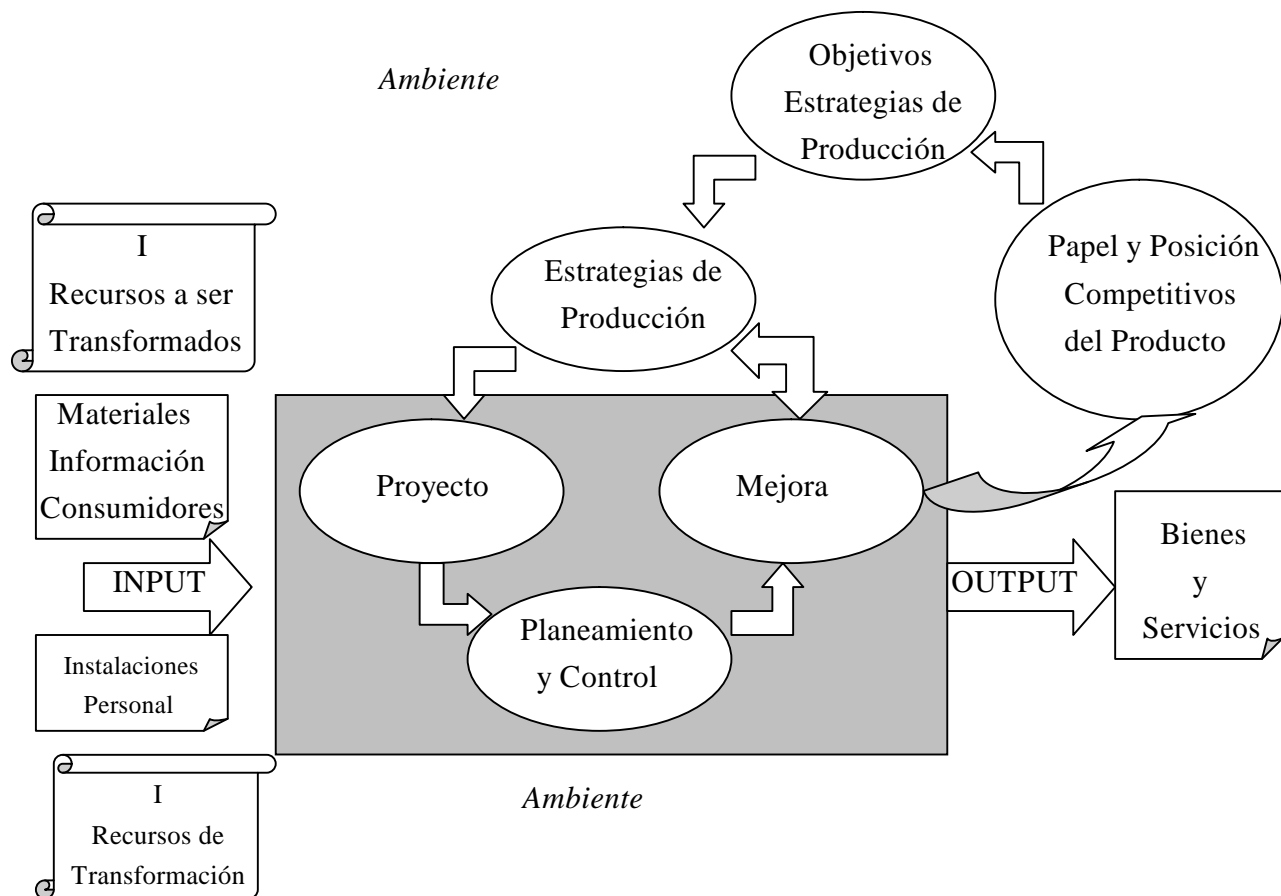 Ambiente
Objetivos
Estrategias de
Producción
Papel y Posición
Competitivos
del Producto
Estrategias de
Producción
I
Recursos a ser
Transformados
Materiales
Información
Consumidores
INPUT
Instalaciones
Personal
I
Recursos de
Transformación
Proyecto
Mejora
Planeamiento
y Control
OUTPUT
Bienes
y
Servicios
Ambiente